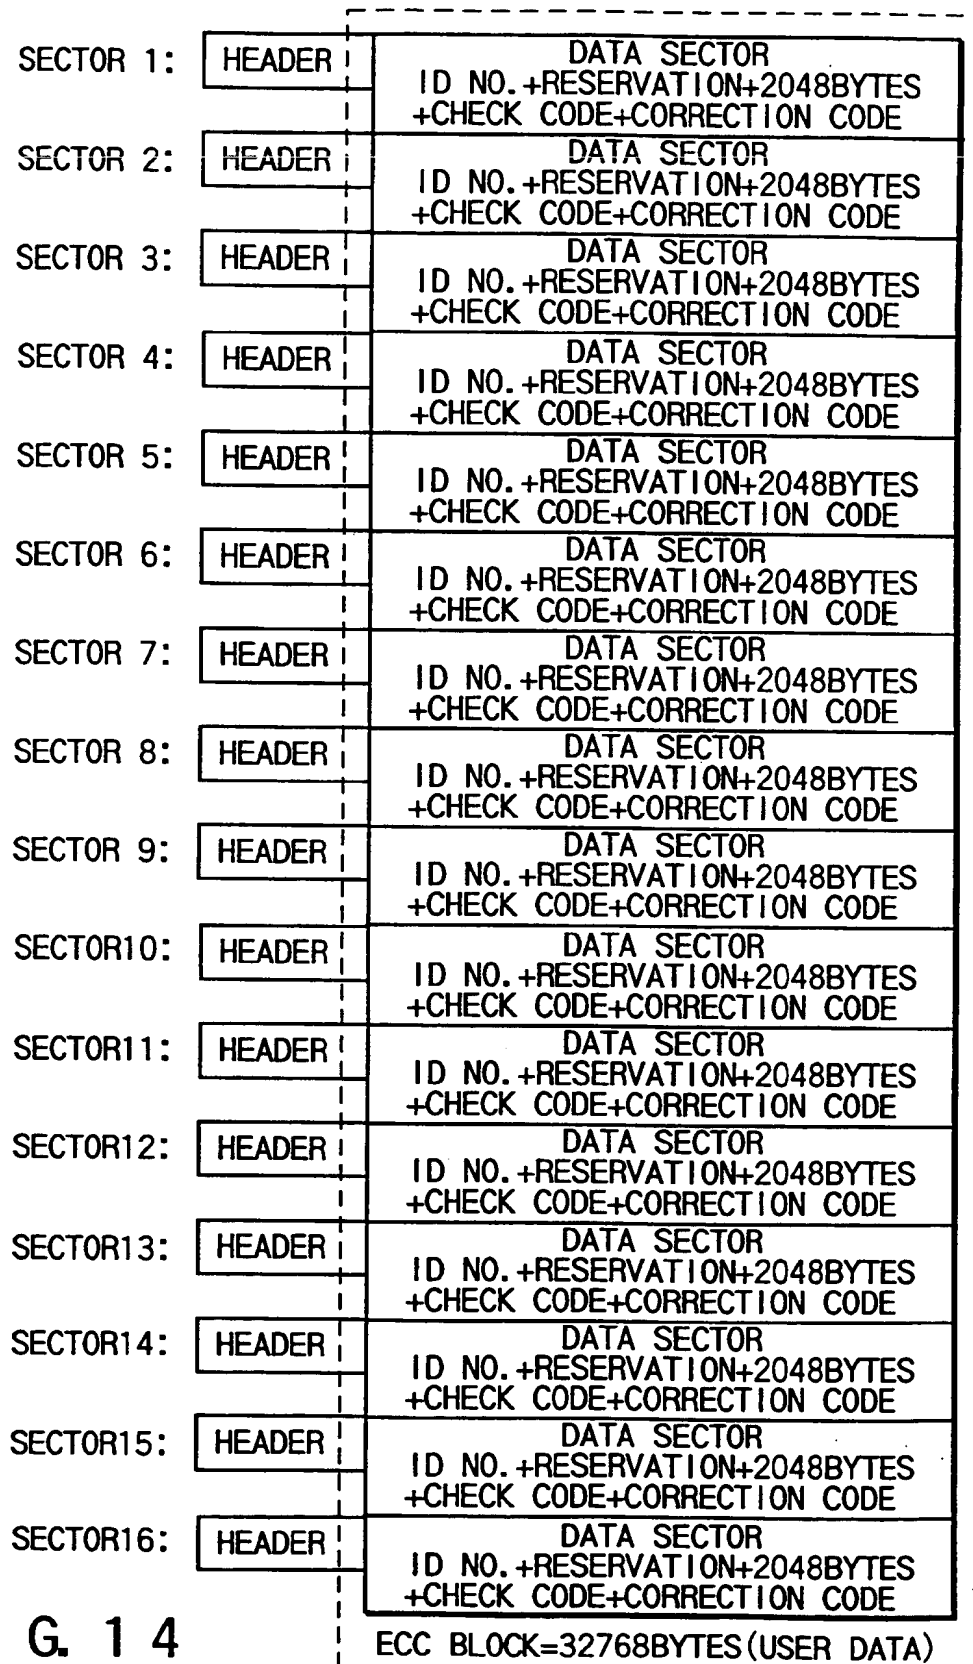 SECTOR 1: HEADER DATA SECTOR
ID NO.+RESERVATION+2048BYTES
+CHECK CODE+CORRECTION CODE
SECTOR 2: HEADER DATA SECTOR
ID NO.+RESERVATION+2048BYTES
+CHECK CODE+CORRECTION CODE
SECTOR 3: HEADER DATA SECTOR
ID NO.+RESERVATION+2048BYTES
+CHECK CODE+CORRECTION CODE
SECTOR 4: HEADER DATA SECTOR
ID NO.+RESERVATION+2048BYTES
+CHECK CODE+CORRECTION CODE
SECTOR 5: HEADER DATA SECTOR
ID NO.+RESERVATION+2048BYTES
+CHECK CODE+CORRECTION CODE
SECTOR 6: HEADER DATA SECTOR
ID NO.+RESERVATION+2048BYTES
+CHECK CODE+CORRECTION CODE
SECTOR 7: HEADER DATA SECTOR
ID NO.+RESERVATION+2048BYTES
+CHECK CODE+CORRECTION CODE
SECTOR 8: HEADER DATA SECTOR
ID NO.+RESERVATION+2048BYTES
+CHECK CODE+CORRECTION CODE
SECTOR 9: HEADER DATA SECTOR
ID NO.+RESERVATION+2048BYTES
+CHECK CODE+CORRECTION CODE
SECTOR10: HEADER DATA SECTOR
ID NO.+RESERVATION+2048BYTES
+CHECK CODE+CORRECTION CODE
SECTOR11: HEADER DATA SECTOR
ID NO.+RESERVATION+2048BYTES
+CHECK CODE+CORRECTION CODE
SECTOR12: HEADER DATA SECTOR
ID NO.+RESERVATION+2048BYTES
+CHECK CODE+CORRECTION CODE
SECTOR13: HEADER DATA SECTOR
ID NO.+RESERVATION+2048BYTES
+CHECK CODE+CORRECTION CODE
SECTOR14: HEADER DATA SECTOR
ID NO.+RESERVATION+2048BYTES
+CHECK CODE+CORRECTION CODE
SECTOR15: HEADER DATA SECTOR
ID NO.+RESERVATION+2048BYTES
+CHECK CODE+CORRECTION CODE
SECTOR16: HEADER DATA SECTOR
ID NO.+RESERVATION+2048BYTES
+CHECK CODE+CORRECTION CODE
G. 14 ECC BLOCK=32768BYTES(USER DATA)